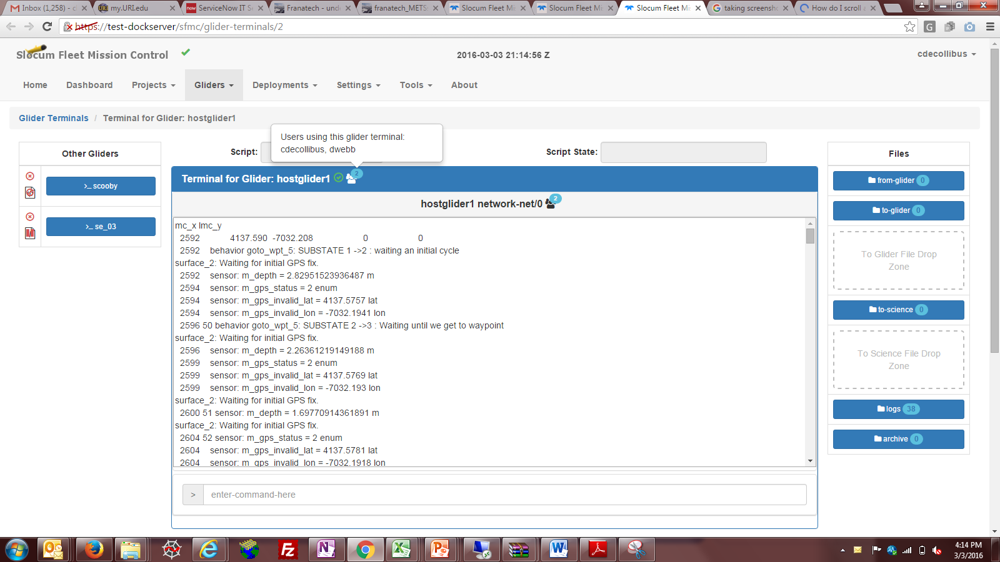 Inbox (1,258) - c
my.URI.edu
ServiceNow IT Se
Franatech - unde
franatech_METS
Slocum Fleet Mi
Slocum Fleet Mi
Slocum Fleet Mi
taking screensho
How do I scroll a
https://test-dockserver/sfmc/glider-terminals/2
Slocum Fleet Mission Control
2016-03-03 21:14:56 Z
cdecollibus
Home Dashboard Projects Gliders Deployments Settings Tools About
Glider Terminals / Terminal for Glider: hostglider1
Users using this glider terminal:
cdecollibus, dwebb
Other Gliders
>_ scooby
>_ se_03
Script:
Script State:
Terminal for Glider: hostglider1 2
hostglider1 network-net/0 2
mc_x lmc_y
2592 4137.590 -7032.208 0 0
2592 behavior goto_wpt_5: SUBSTATE 1 ->2 : waiting an initial cycle
surface_2: Waiting for initial GPS fix.
2592 sensor: m_depth = 2.82951523936487 m
2594 sensor: m_gps_status = 2 enum
2594 sensor: m_gps_invalid_lat = 4137.5757 lat
2594 sensor: m_gps_invalid_lon = -7032.1941 lon
2596 50 behavior goto_wpt_5: SUBSTATE 2 ->3 : Waiting until we get to waypoint
surface_2: Waiting for initial GPS fix.
2596 sensor: m_depth = 2.26361219149188 m
2599 sensor: m_gps_status = 2 enum
2599 sensor: m_gps_invalid_lat = 4137.5769 lat
2599 sensor: m_gps_invalid_lon = -7032.193 lon
surface_2: Waiting for initial GPS fix.
2600 51 sensor: m_depth = 1.69770914361891 m
surface_2: Waiting for initial GPS fix.
2604 52 sensor: m_gps_status = 2 enum
2604 sensor: m_gps_invalid_lat = 4137.5781 lat
2604 sensor: m_gps_invalid_lon = -7032.1918 lon
> enter-command-here
Files
from-glider 0
to-glider 0
To Glider File Drop
Zone
to-science 0
To Science File Drop
Zone
logs 38
archive 0
4:14 PM
3/3/2016